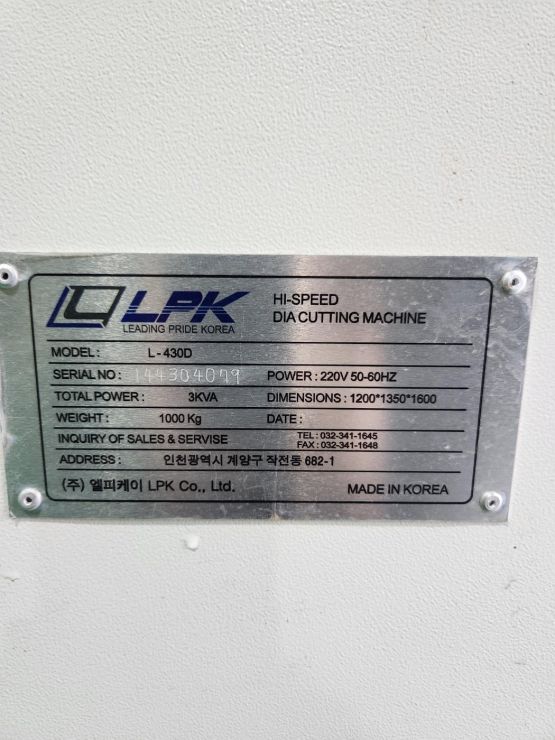 LPK
LEADING PRIDE KOREA
HI-SPEED
DIA CUTTING MACHINE
MODEL : L-430D
SERIAL NO : 144304079 POWER : 220V 50-60HZ
TOTAL POWER : 3KVA DIMENSIONS : 1200*1350*1600
WEIGHT : 1000 Kg DATE :
INQUIRY OF SALES & SERVISE TEL : 032-341-1645
FAX : 032-341-1648
ADDRESS : 인천광역시 계양구 작전동 682-1
(주) 엘피케이 LPK Co,. Ltd. MADE IN KOREA